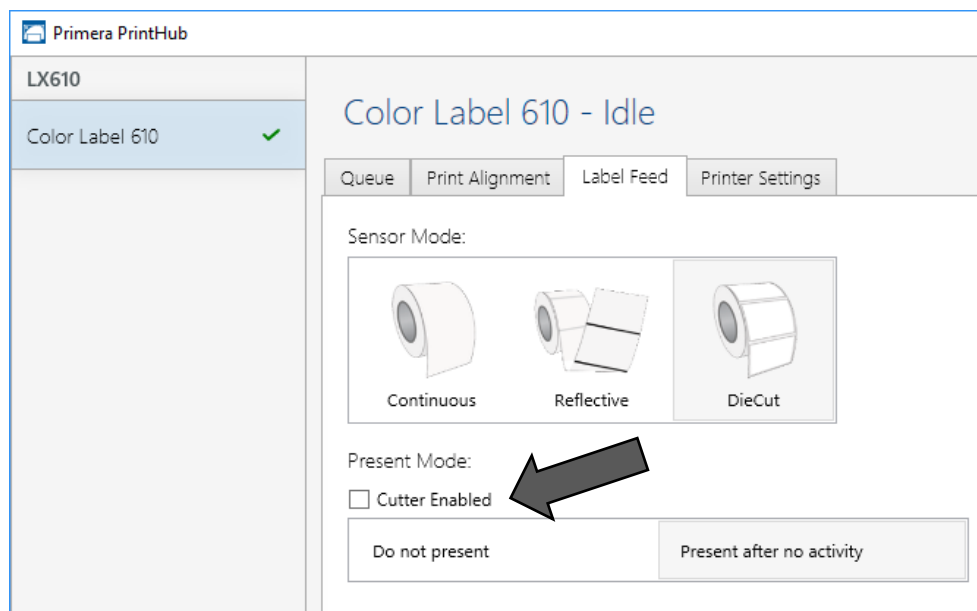 Primera PrintHub
LX610
Color Label 610
Color Label 610 - Idle
Queue Print Alignment Label Feed Printer Settings
Sensor Mode:
Continuous Reflective DieCut
Present Mode:
Cutter Enabled
Do not present Present after no activity